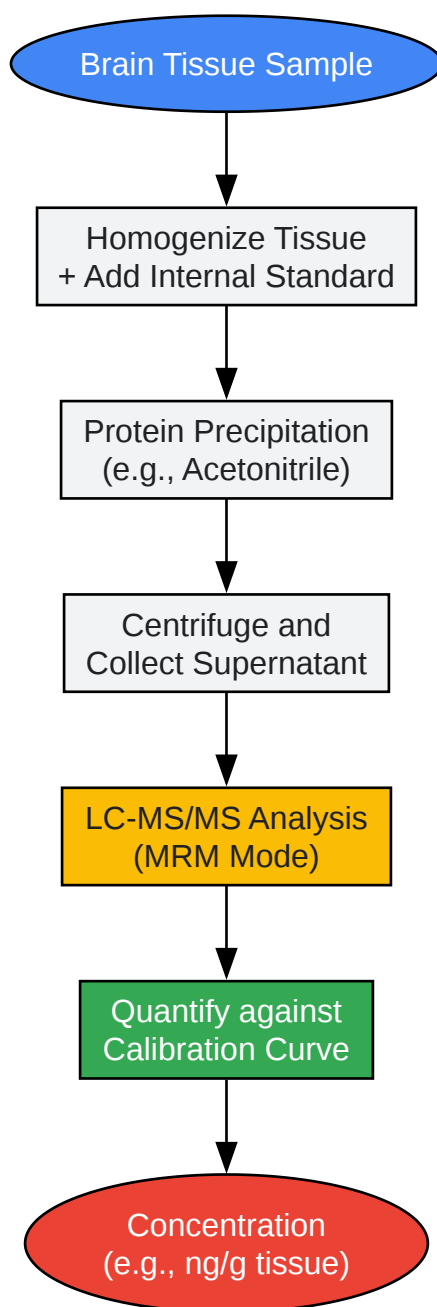 Brain Tissue Sample
Homogenize Tissue
+ Add Internal Standard
Protein Precipitation
(e.g., Acetonitrile)
Centrifuge and
Collect Supernatant
LC-MS/MS Analysis
(MRM Mode)
Quantify against
Calibration Curve
Concentration
(e.g., ng/g tissue)